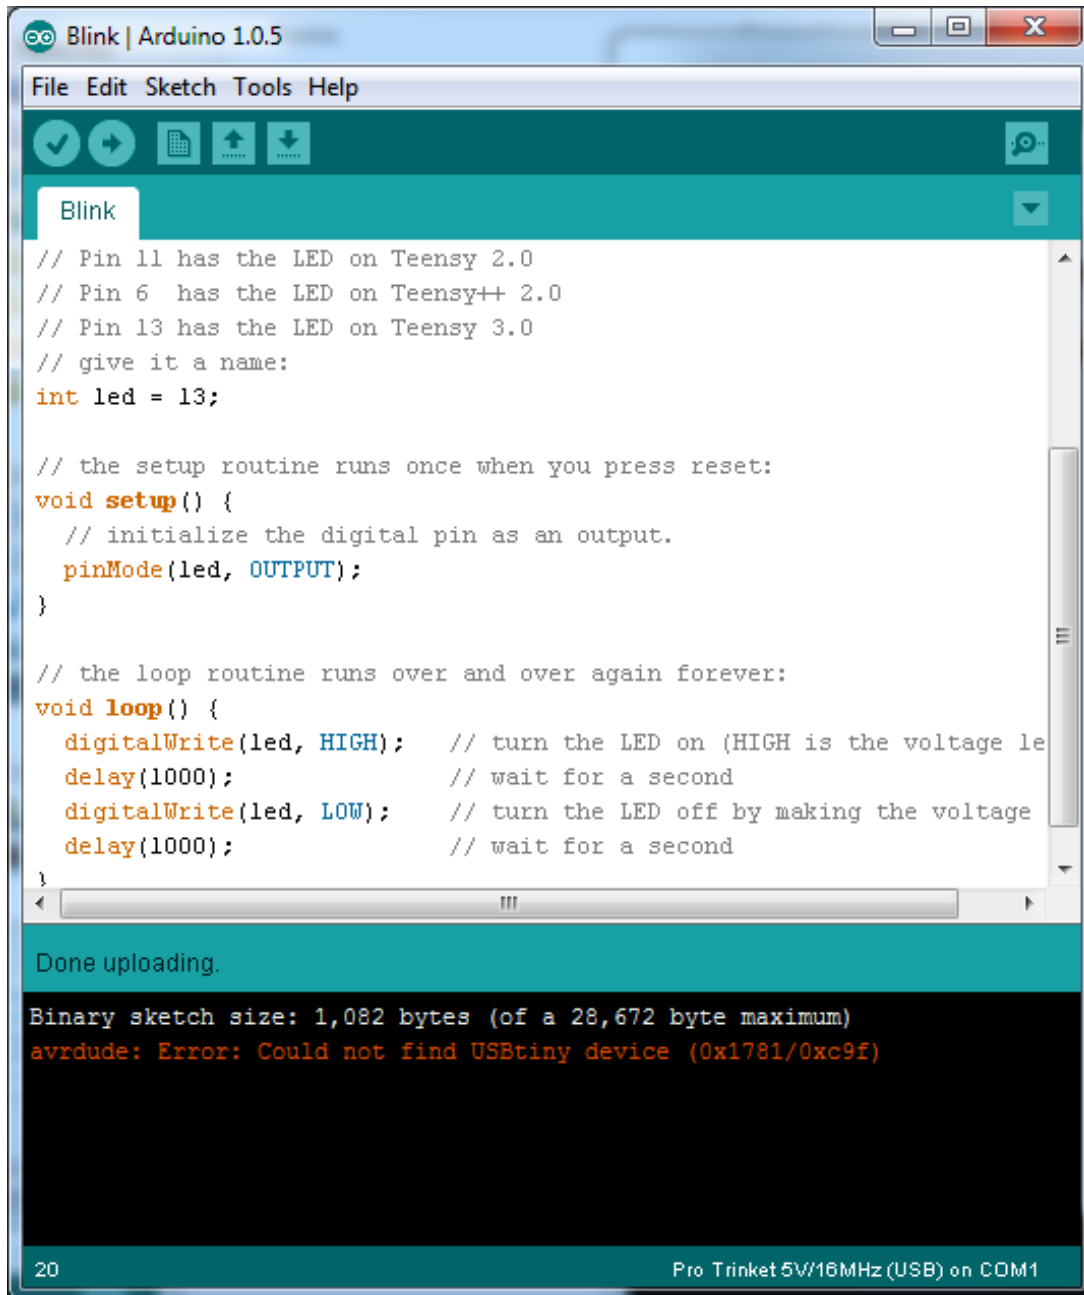 Blink | Arduino 1.0.5
File Edit Sketch Tools Help
Blink
// Pin 11 has the LED on Teensy 2.0
// Pin 6  has the LED on Teensy++ 2.0
// Pin 13 has the LED on Teensy 3.0
// give it a name:
int led = 13;
// the setup routine runs once when you press reset:
void setup() {
  // initialize the digital pin as an output.
  pinMode(led, OUTPUT);
}
// the loop routine runs over and over again forever:
void loop() {
  digitalWrite(led, HIGH);   // turn the LED on (HIGH is the voltage le
  delay(1000);               // wait for a second
  digitalWrite(led, LOW);    // turn the LED off by making the voltage
  delay(1000);               // wait for a second
}
Done uploading.
Binary sketch size: 1,082 bytes (of a 28,672 byte maximum)
avrdude: Error: Could not find USBtiny device (0x1781/0xc9f)
20 Pro Trinket 5V/16MHz (USB) on COM1